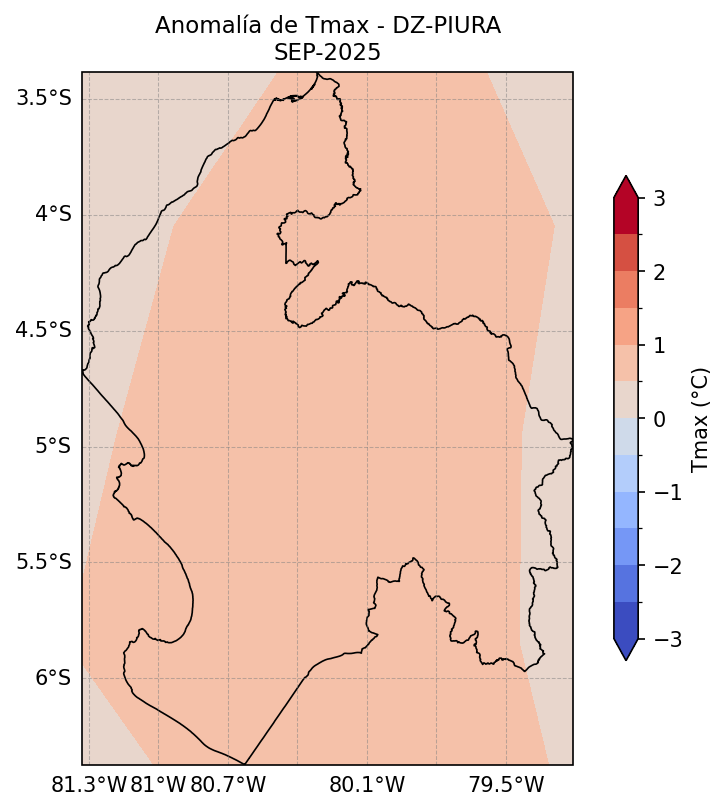 Anomalía de Tmax - DZ-PIURA
SEP-2025
3.5°S
4°S
4.5°S
5°S
5.5°S
6°S
81.3°W 81°W 80.7°W 80.1°W 79.5°W
3
2
1
0
−1
−2
−3
Tmax (°C)